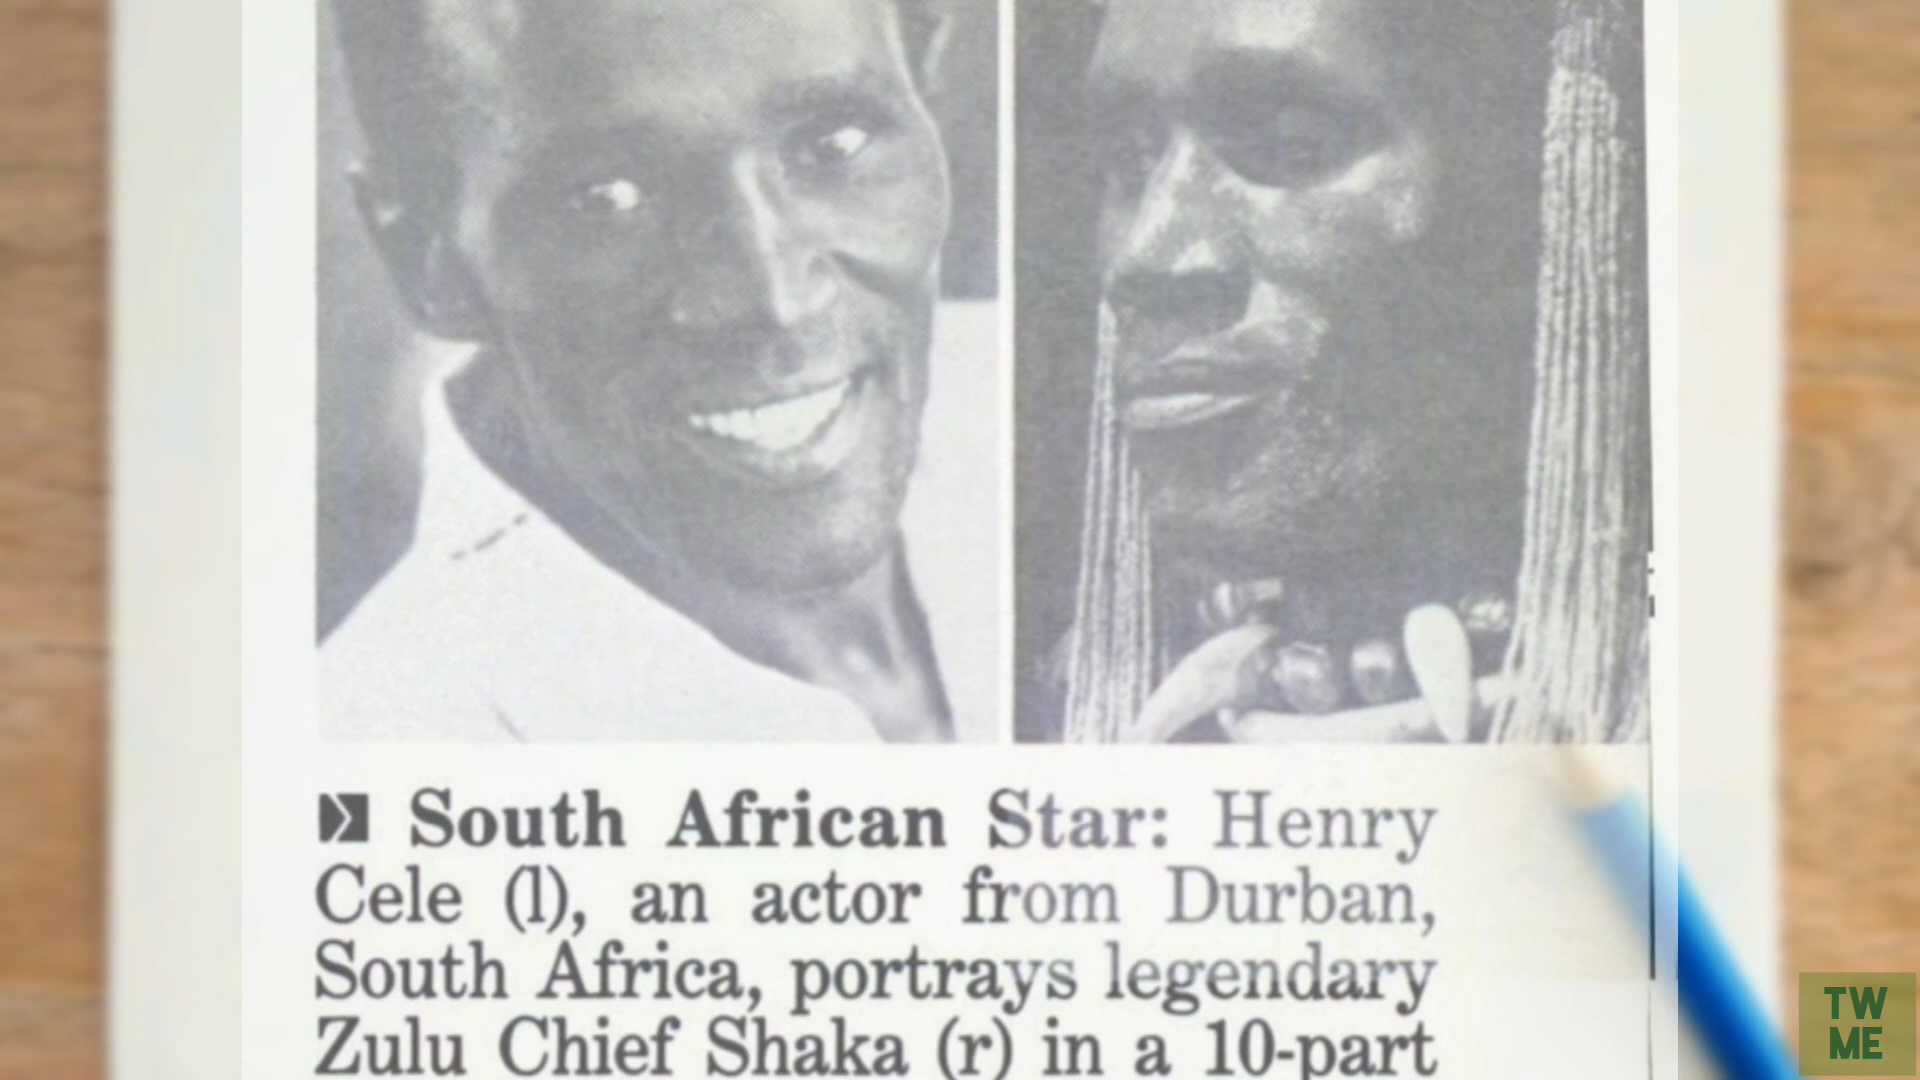 South African Star: Henry
Cele (l), an actor from Durban,
South Africa, portrays legendary
Zulu Chief Shaka (r) in a 10-part
TW
ME